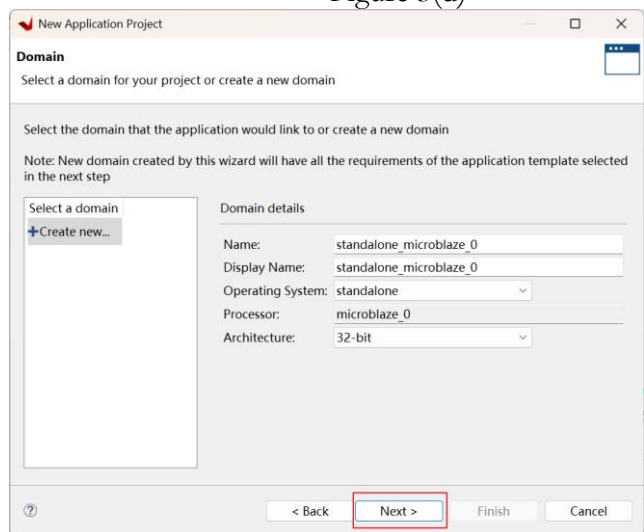 New Application Project
Domain
Select a domain for your project or create a new domain
Select the domain that the application would link to or create a new domain
Note: New domain created by this wizard will have all the requirements of the application template selected
in the next step
Select a domain
+Create new...
Domain details
Name: standalone_microblaze_0
Display Name: standalone_microblaze_0
Operating System: standalone
Processor: microblaze_0
Architecture: 32-bit
? < Back Next > Finish Cancel